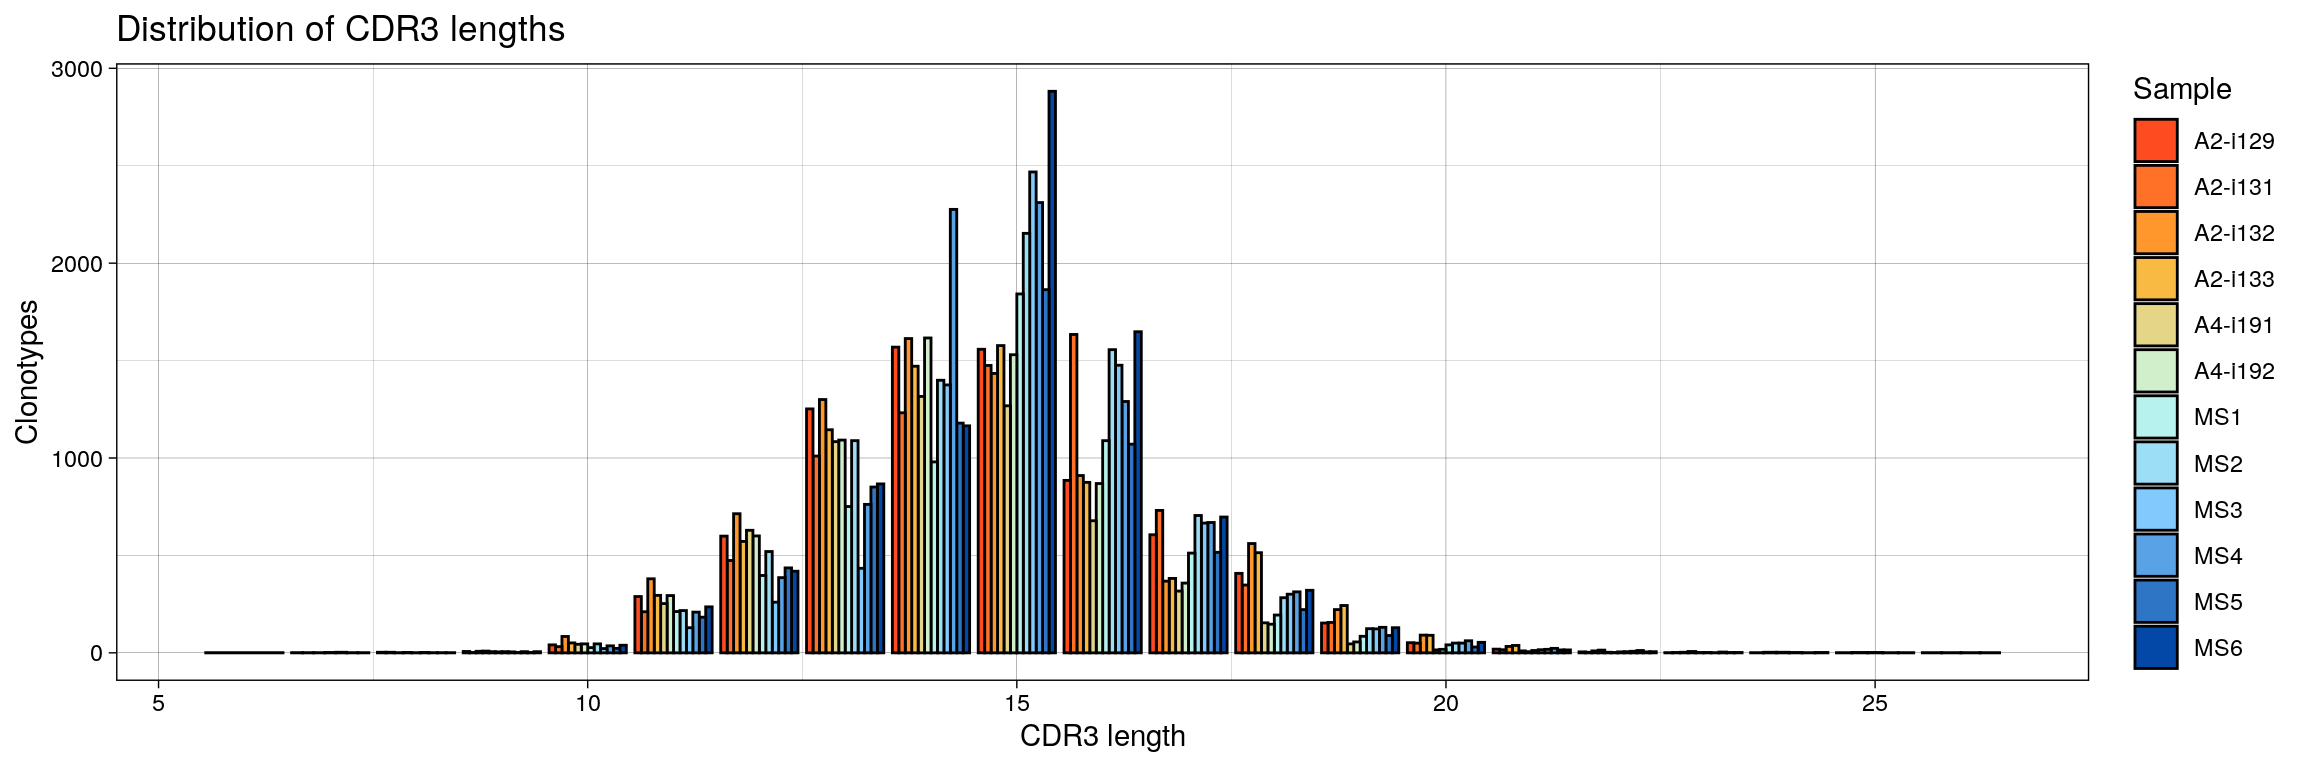 Distribution of CDR3 lengths
3000
2000
1000
0
Clonotypes
5
10
15
20
25
CDR3 length
Sample
A2-i129
A2-i131
A2-i132
A2-i133
A4-i191
A4-i192
MS1
MS2
MS3
MS4
MS5
MS6